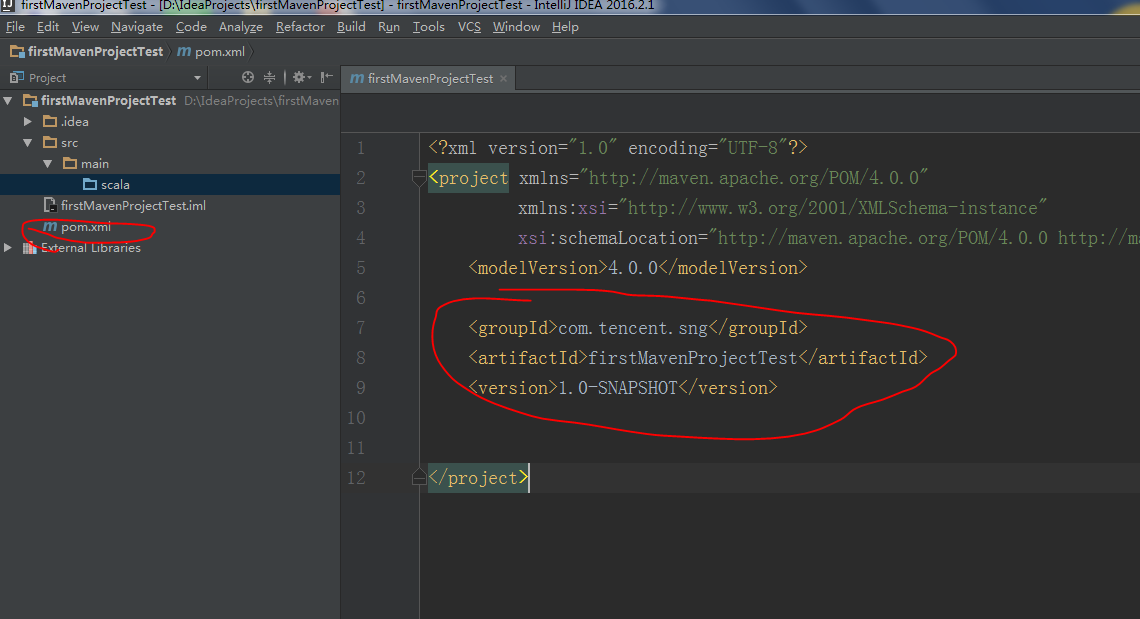 firstMavenProjectTest - [D:\IdeaProjects\firstMavenProjectTest] - firstMavenProjectTest - IntelliJ IDEA 2016.2.1
File Edit View Navigate Code Analyze Refactor Build Run Tools VCS Window Help
firstMavenProjectTest m pom.xml
Project
m firstMavenProjectTest ×
firstMavenProjectTest D:\IdeaProjects\firstMaven
.idea
src
main
scala
firstMavenProjectTest.iml
m pom.xml
External Libraries
1 <?xml version="1.0" encoding="UTF-8"?>
2 <project xmlns="http://maven.apache.org/POM/4.0.0"
3 xmlns:xsi="http://www.w3.org/2001/XMLSchema-instance"
4 xsi:schemaLocation="http://maven.apache.org/POM/4.0.0 http://m
5 <modelVersion>4.0.0</modelVersion>
6
7 <groupId>com.tencent.sng</groupId>
8 <artifactId>firstMavenProjectTest</artifactId>
9 <version>1.0-SNAPSHOT</version>
10
11
12 </project>